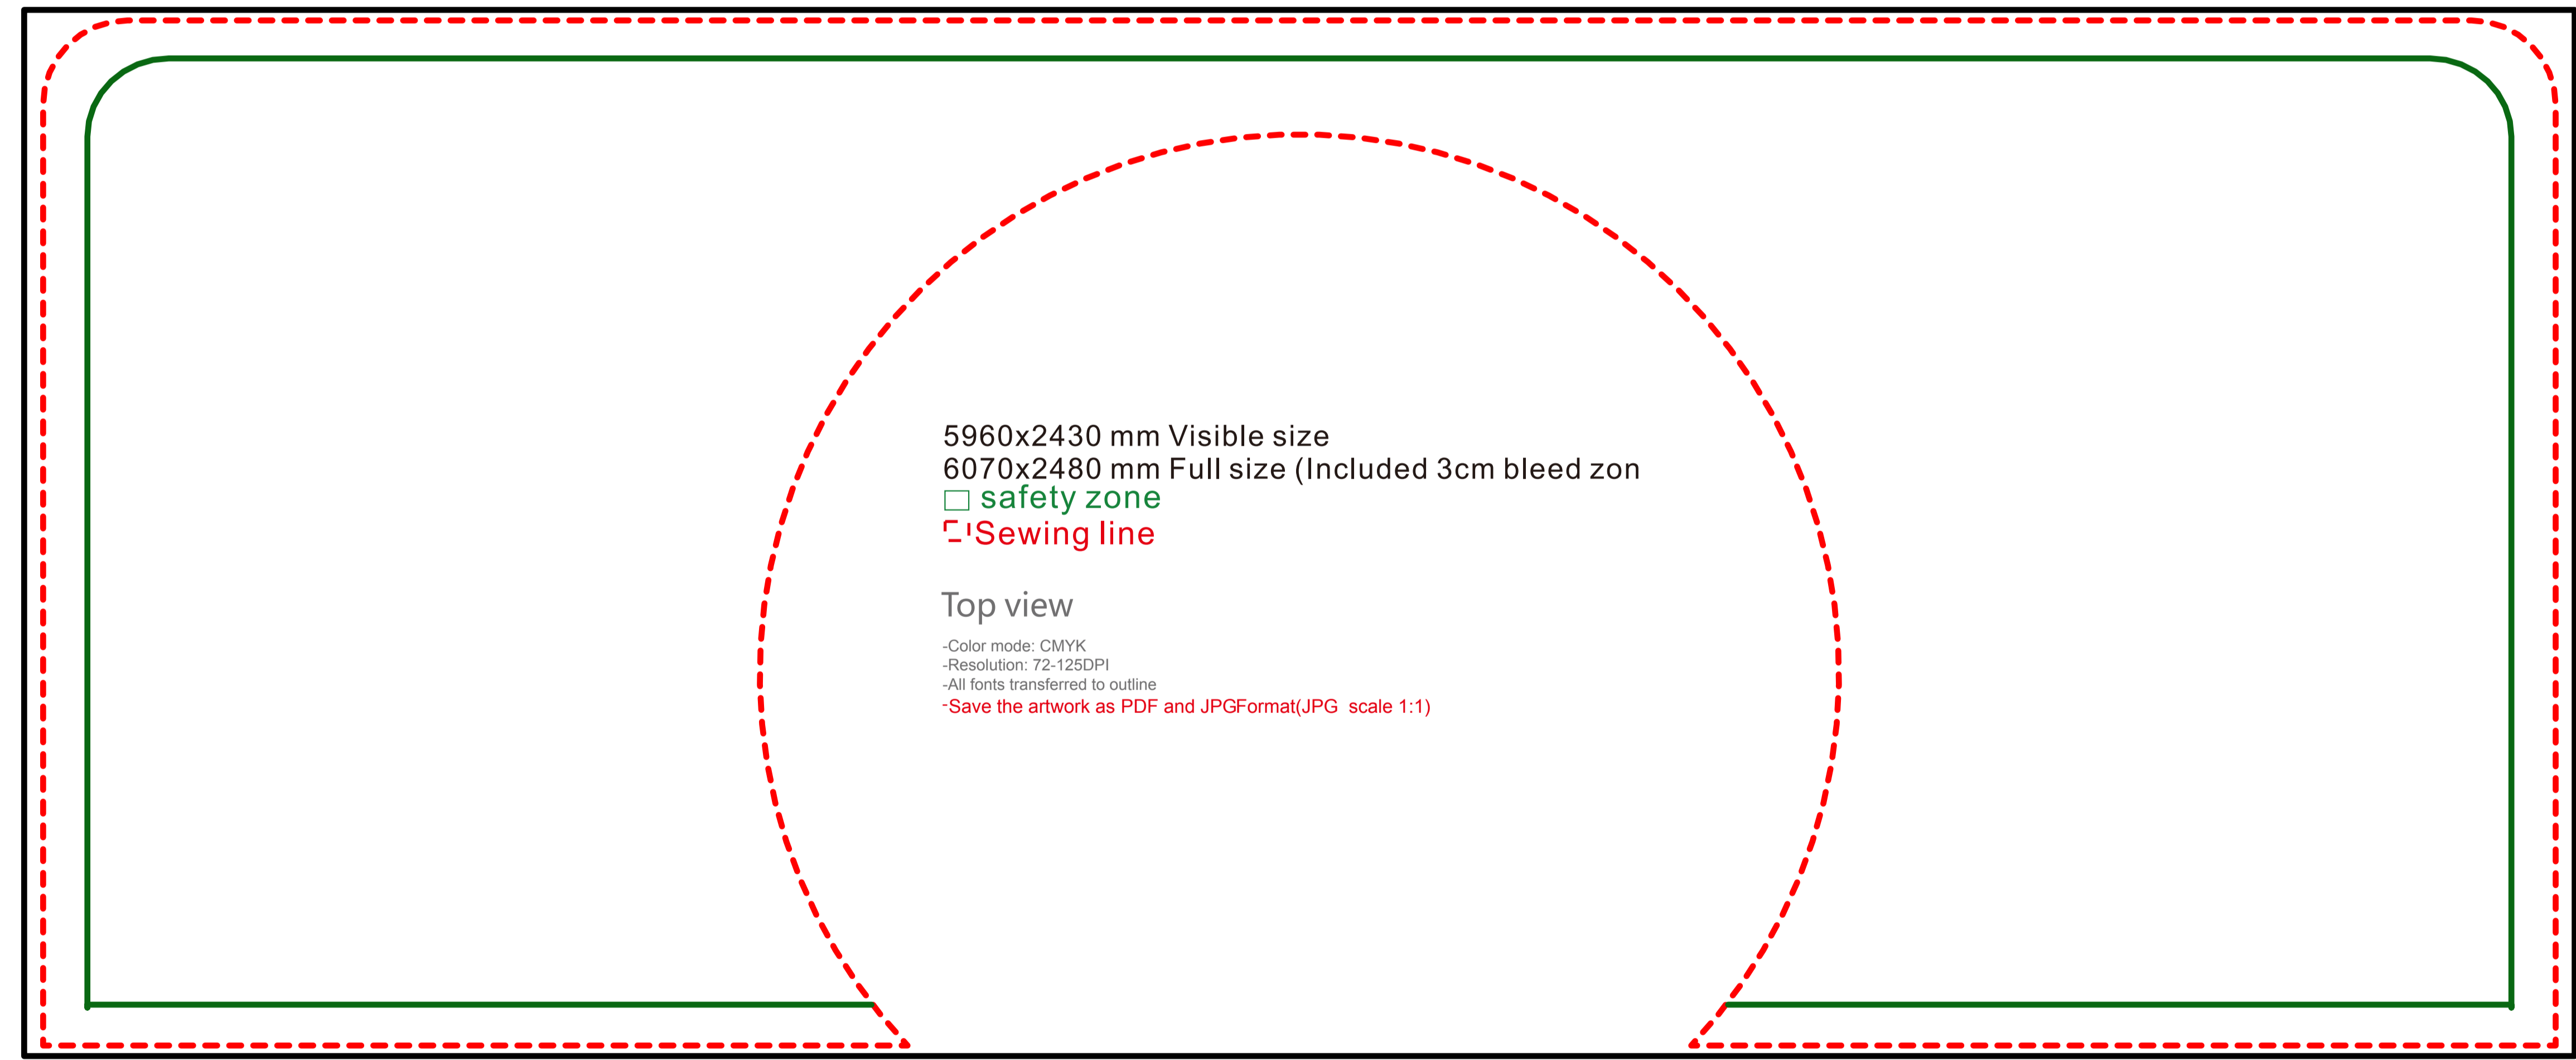 5960x2430 mm Visible size
6070x2480 mm Full size (Included 3cm bleed zon
safety zone
Sewing line
Top view
-Color mode: CMYK
-Resolution: 72-125DPI
-All fonts transferred to outline
-Save the artwork as PDF and JPGFormat(JPG  scale 1:1)